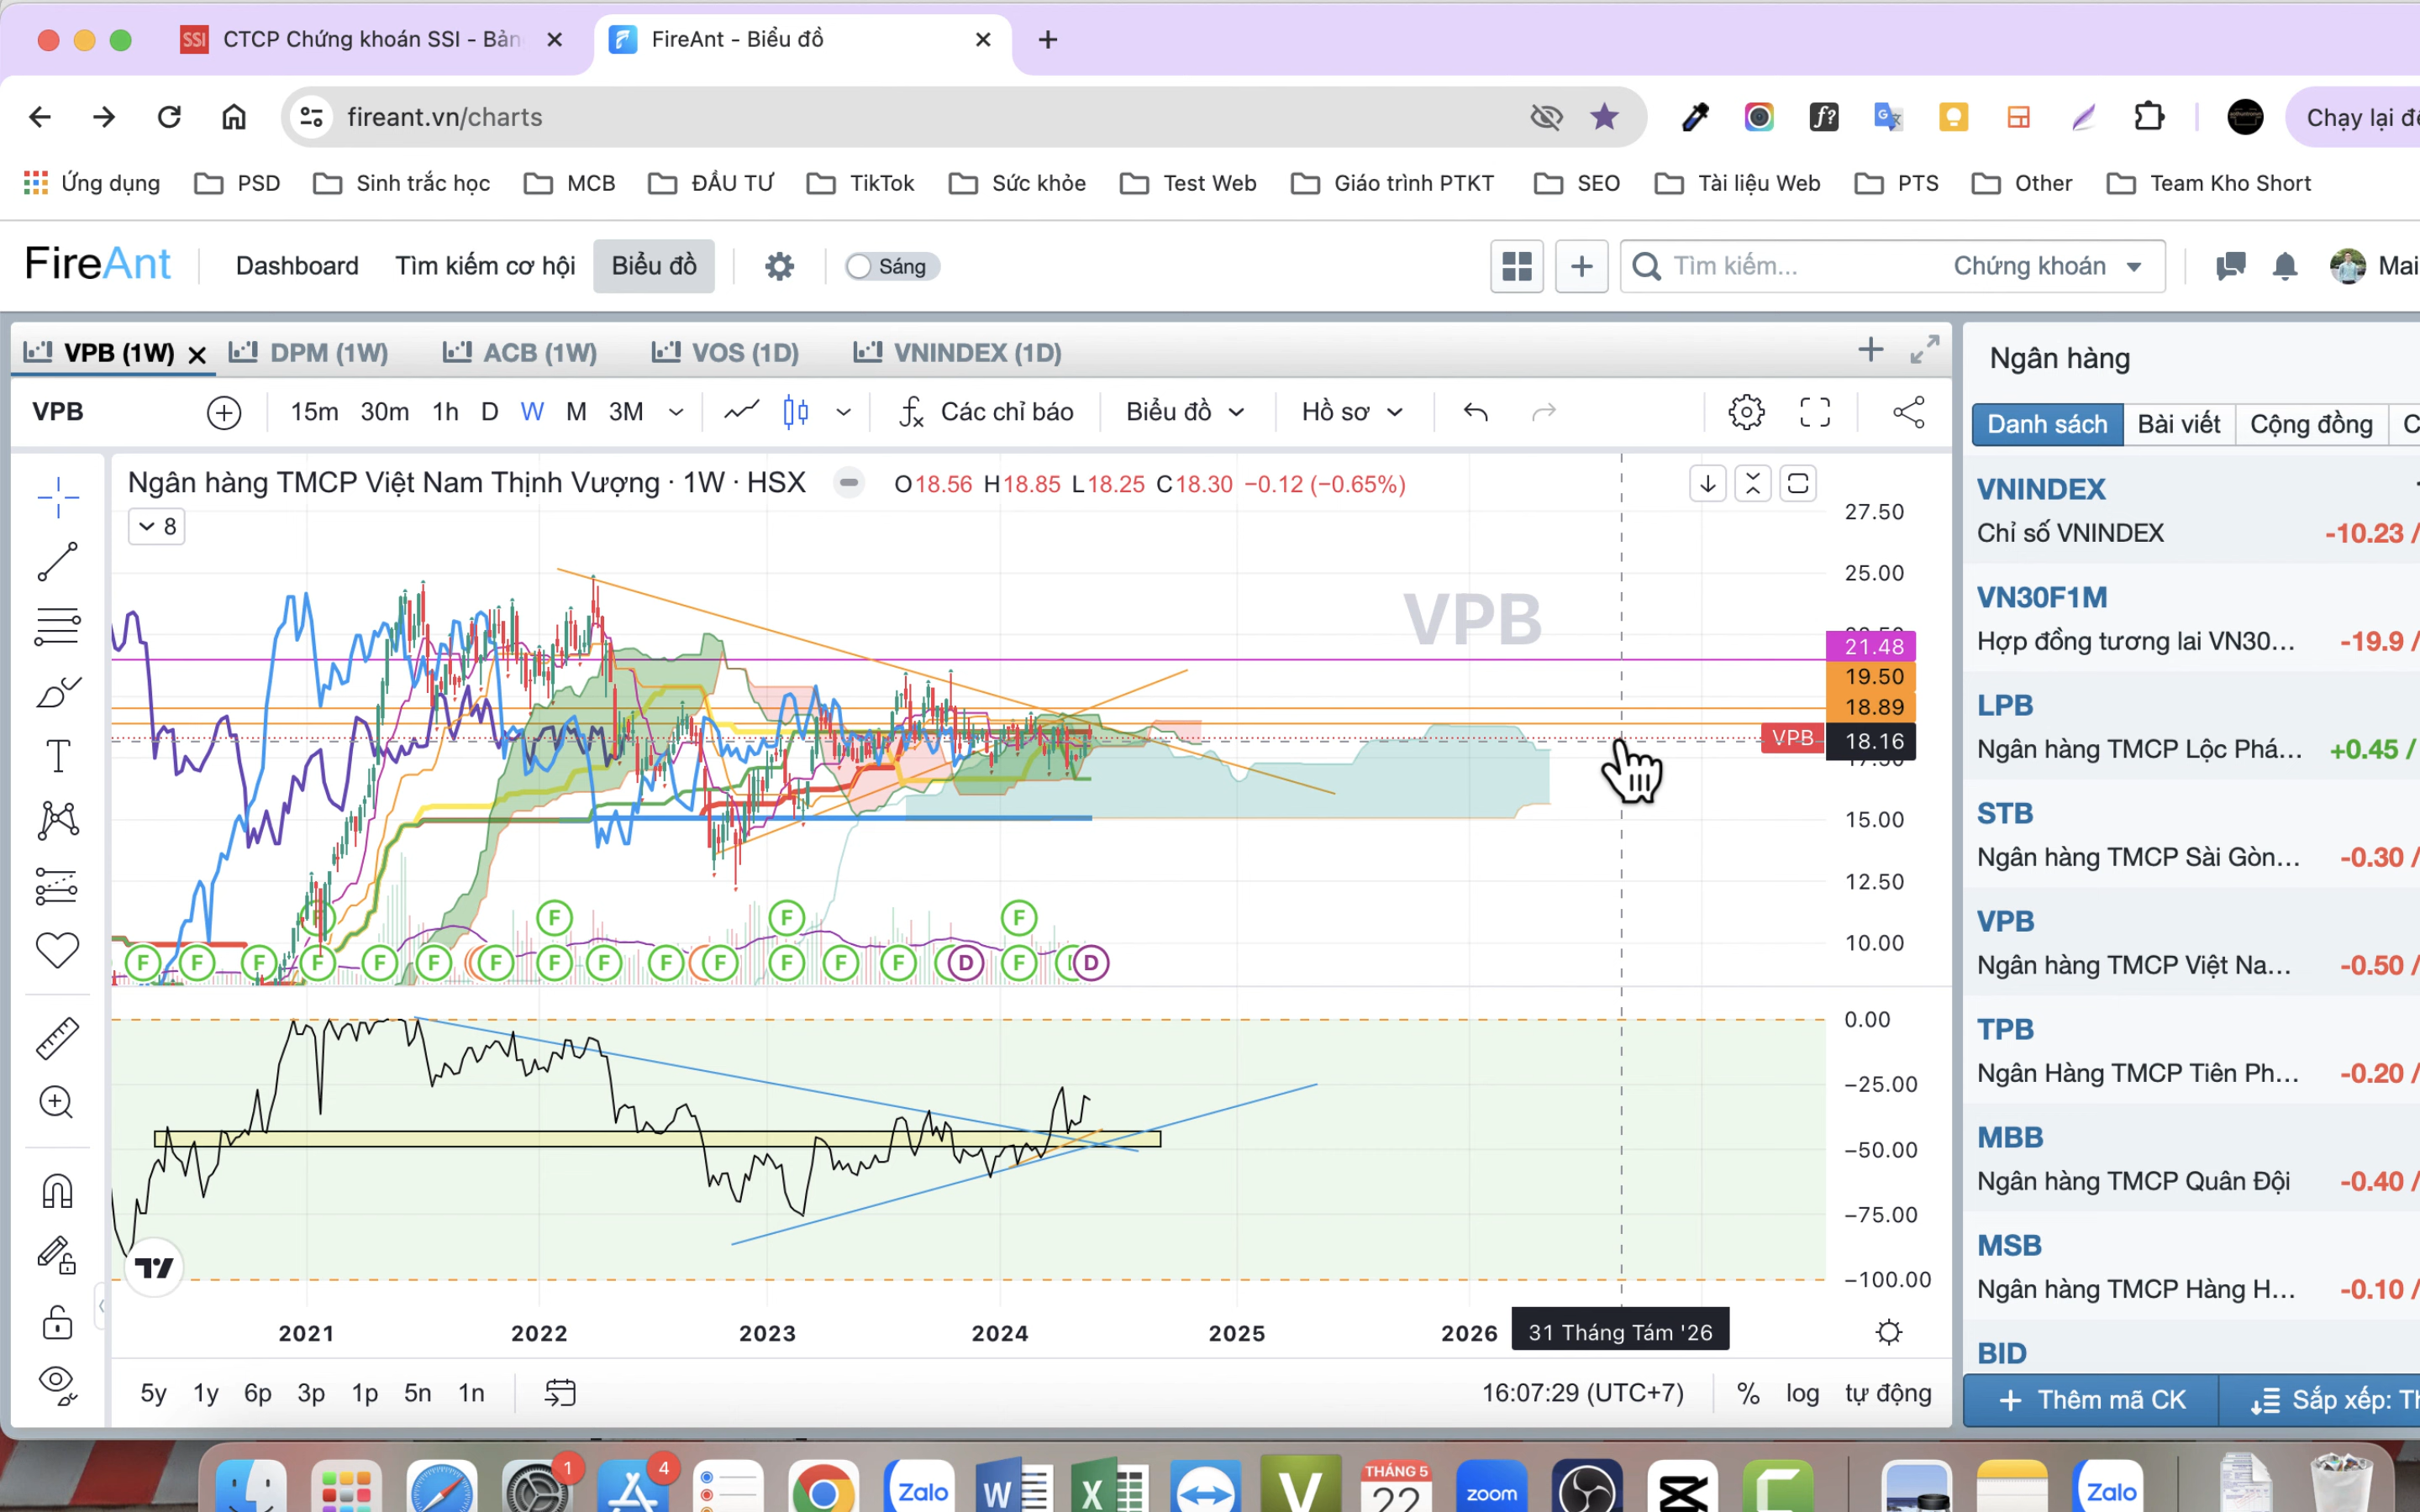 SSI CTCP Chứng khoán SSI - Bản
FireAnt - Biểu đồ
fireant.vn/charts
Chạy lại để
Ứng dụng
PSD
Sinh trắc học
MCB
ĐẦU TƯ
TikTok
Sức khỏe
Test Web
Giáo trình PTKT
SEO
Tài liệu Web
PTS
Other
Team Kho Short
FireAnt
Dashboard
Tìm kiếm cơ hội
Biểu đồ
Sáng
Tìm kiếm...
Chứng khoán
Mai
VPB (1W)
DPM (1W)
ACB (1W)
VOS (1D)
VNINDEX (1D)
VPB
15m 30m 1h D W M 3M
Các chỉ báo
Biểu đồ
Hồ sơ
Ngân hàng TMCP Việt Nam Thịnh Vượng · 1W · HSX
O18.56 H18.85 L18.25 C18.30 −0.12 (−0.65%)
8
VPB
27.50
25.00
21.48
19.50
18.89
VPB 18.16
15.00
12.50
10.00
F F F F
F F F F F F F F F F F F F F D F D
0.00
−25.00
−50.00
−75.00
−100.00
2021 2022 2023 2024 2025 2026 31 Tháng Tám '26
5y 1y 6p 3p 1p 5n 1n
16:07:29 (UTC+7) % log tự động
Ngân hàng
Danh sách
Bài viết
Cộng đồng
VNINDEX
Chỉ số VNINDEX -10.23 /
VN30F1M
Hợp đồng tương lai VN30... -19.9 /
LPB
Ngân hàng TMCP Lộc Phá... +0.45 /
STB
Ngân hàng TMCP Sài Gòn... -0.30 /
VPB
Ngân hàng TMCP Việt Na... -0.50 /
TPB
Ngân Hàng TMCP Tiên Ph... -0.20 /
MBB
Ngân hàng TMCP Quân Đội -0.40 /
MSB
Ngân hàng TMCP Hàng H... -0.10 /
BID
Thêm mã CK
Sắp xếp:
1
4
Zalo
W
X
V
THÁNG 5
22
zoom
Zalo